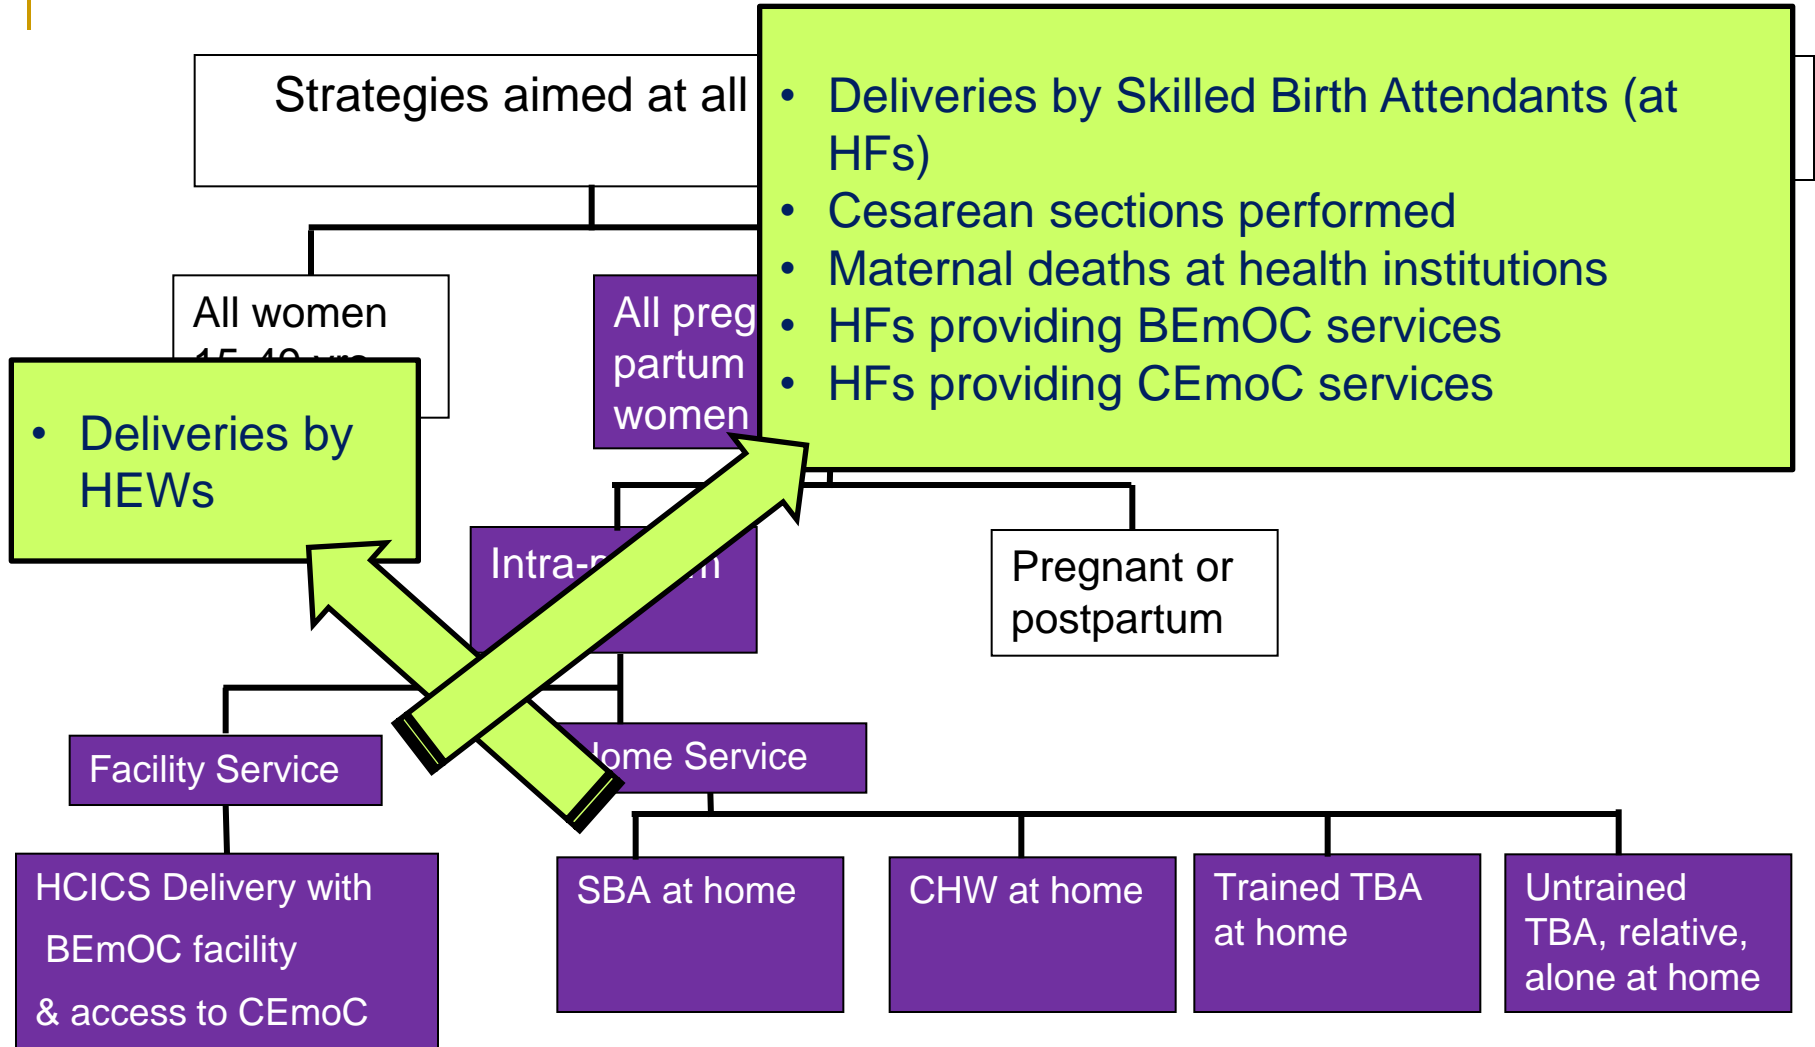 Strategies aimed at all
• Deliveries by Skilled Birth Attendants (at
HFs)
• Cesarean sections performed
• Maternal deaths at health institutions
• HFs providing BEmOC services
• HFs providing CEmoC services
All women
All preg
partum
women
• Deliveries by
HEWs
Pregnant or
postpartum
Facility Service
Service
HCICS Delivery with
BEmOC facility
& access to CEmoC
SBA at home
CHW at home
Trained TBA
at home
Untrained
TBA, relative,
alone at home